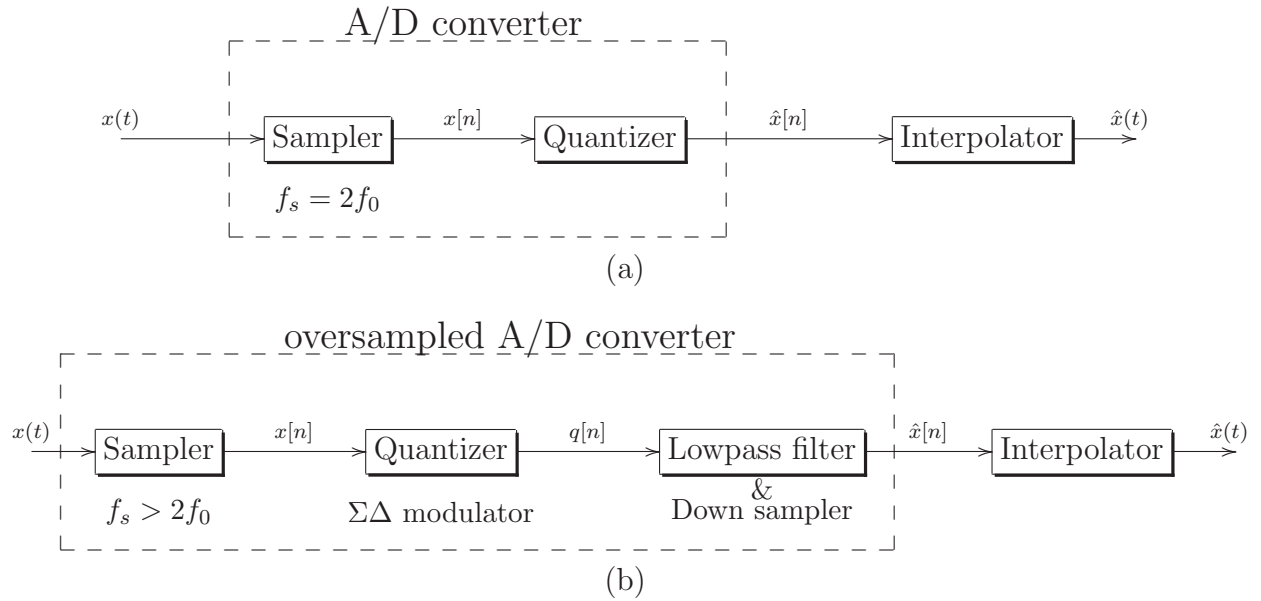 A/D converter
x(t) Sampler x[n] Quantizer x̂[n] Interpolator x̂(t)
f_s = 2f_0
(a)
oversampled A/D converter
x(t) Sampler x[n] Quantizer q[n] Lowpass filter x̂[n] Interpolator x̂(t)
&
f_s > 2f_0 ΣΔ modulator Down sampler
(b)